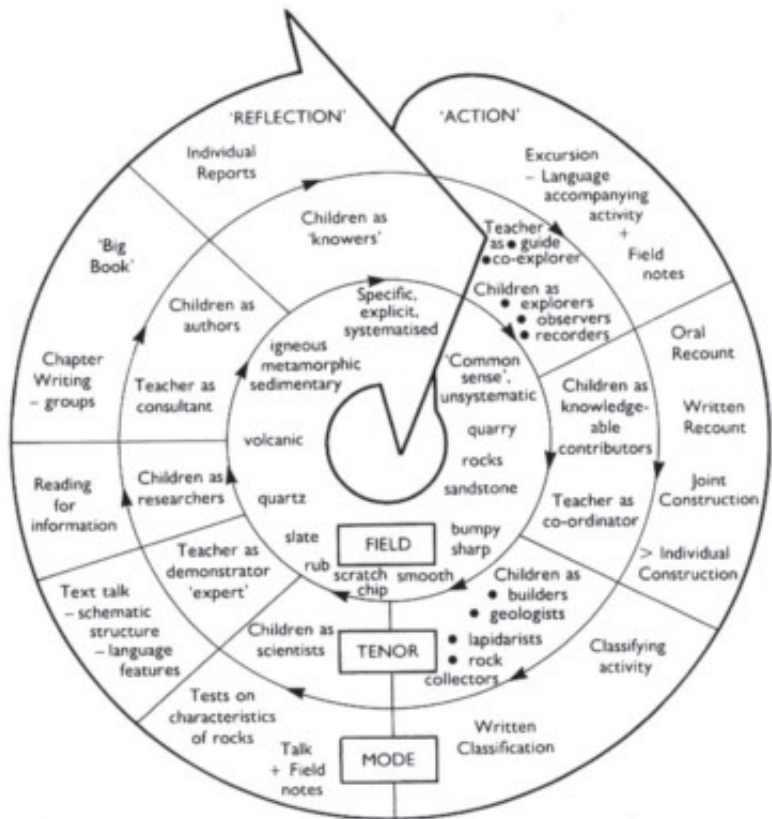 'REFLECTION'
Individual
Reports
'ACTION'
Excursion
– Language
accompanying
activity
+
Field
notes
Oral
Recount
Written
Recount
Joint
Construction
> Individual
Construction
Classifying
activity
Written
Classification
MODE
Talk
+ Field
notes
Tests on
characteristics
of rocks
Text talk
– schematic
structure
– language
features
Reading
for
information
Chapter
Writing
– groups
'Big
Book'
Children as
'knowers'
Teacher
as • guide
• co-explorer
Children as
• explorers
• observers
• recorders
Children as
knowledge-
able
contributors
Teacher as
co-ordinator
Children as
• builders
• geologists
• lapidarists
• rock
collectors
TENOR
Children as
scientists
Teacher as
demonstrator
'expert'
Children as
researchers
Teacher as
consultant
Children as
authors
Specific,
explicit,
systematised
'Common
sense',
unsystematic
quarry
rocks
sandstone
bumpy
sharp
smooth
FIELD
scratch
chip
rub
slate
quartz
volcanic
igneous
metamorphic
sedimentary